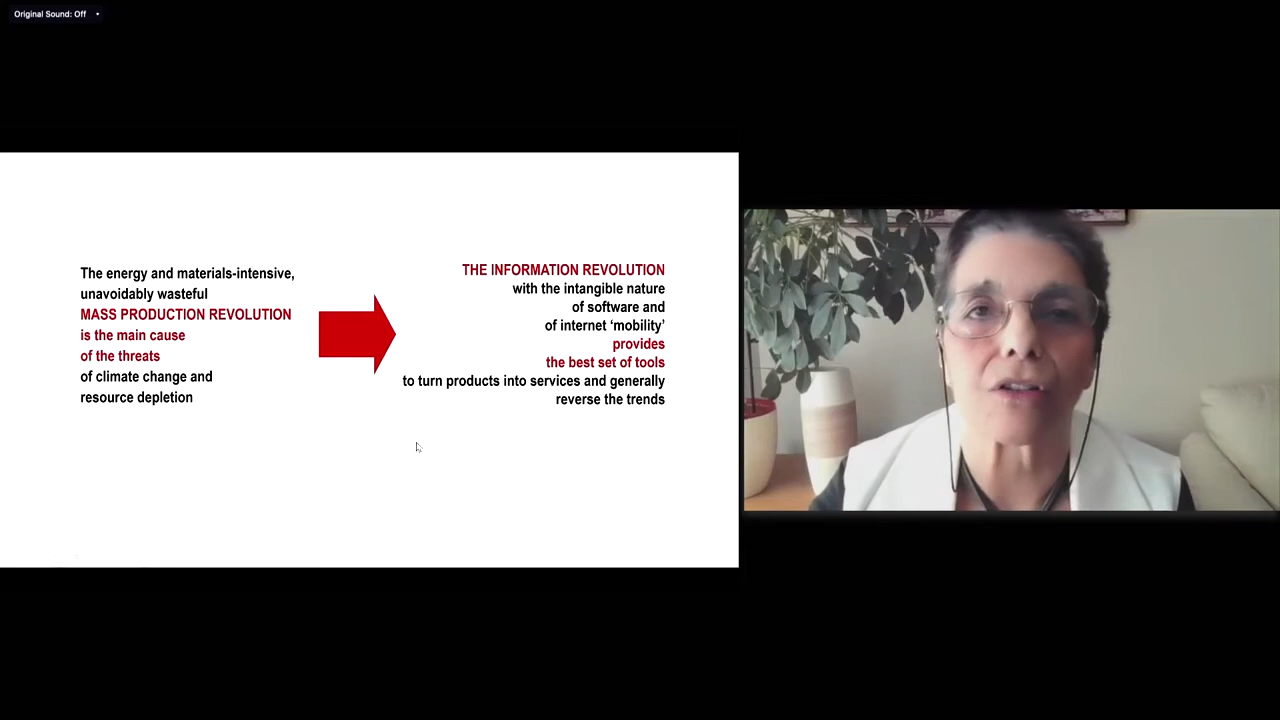 Original Sound: Off
The energy and materials-intensive,
unavoidably wasteful
MASS PRODUCTION REVOLUTION
is the main cause
of the threats
of climate change and
resource depletion
THE INFORMATION REVOLUTION
with the intangible nature
of software and
of internet ‘mobility’
provides
the best set of tools
to turn products into services and generally
reverse the trends